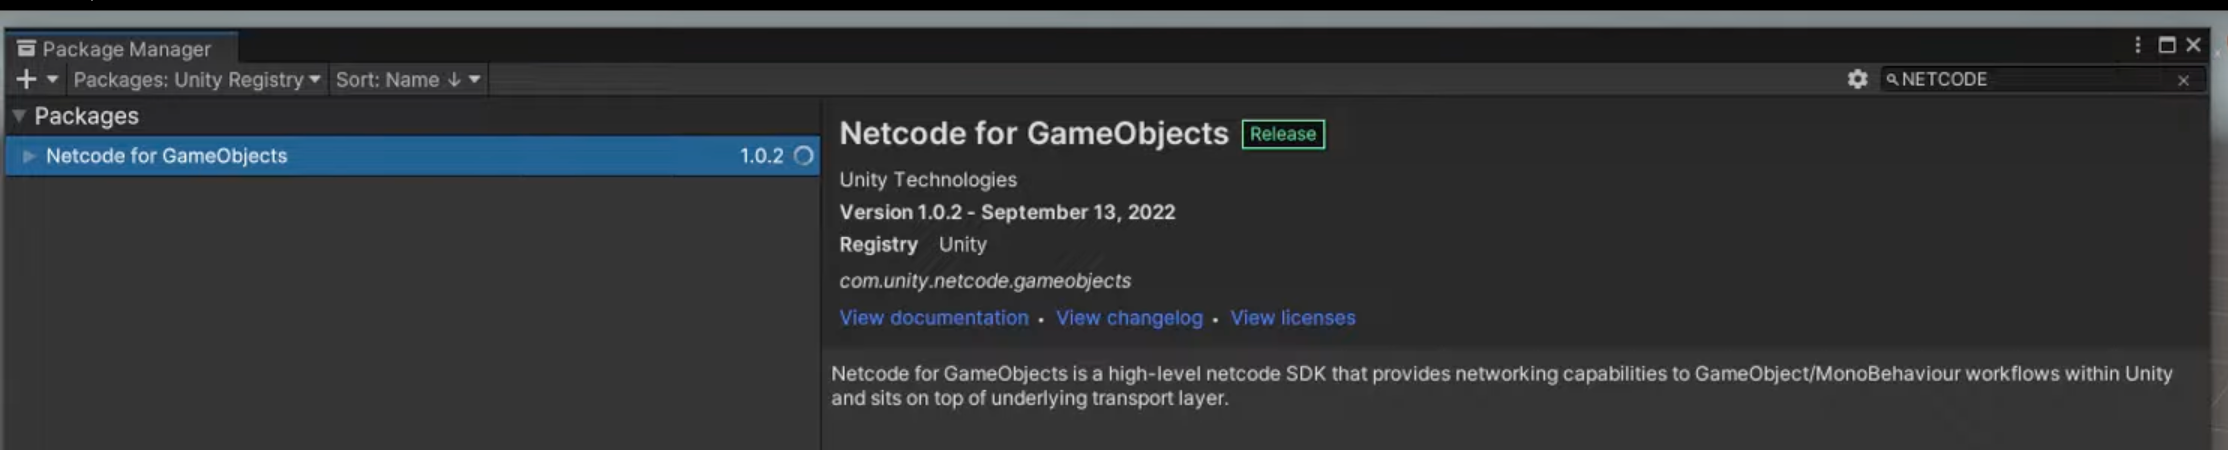 Package Manager
Packages: Unity Registry
Sort: Name ↓
NETCODE
Packages
Netcode for GameObjects 1.0.2
Netcode for GameObjects Release
Unity Technologies
Version 1.0.2 - September 13, 2022
Registry Unity
com.unity.netcode.gameobjects
View documentation • View changelog • View licenses
Netcode for GameObjects is a high-level netcode SDK that provides networking capabilities to GameObject/MonoBehaviour workflows within Unity
and sits on top of underlying transport layer.